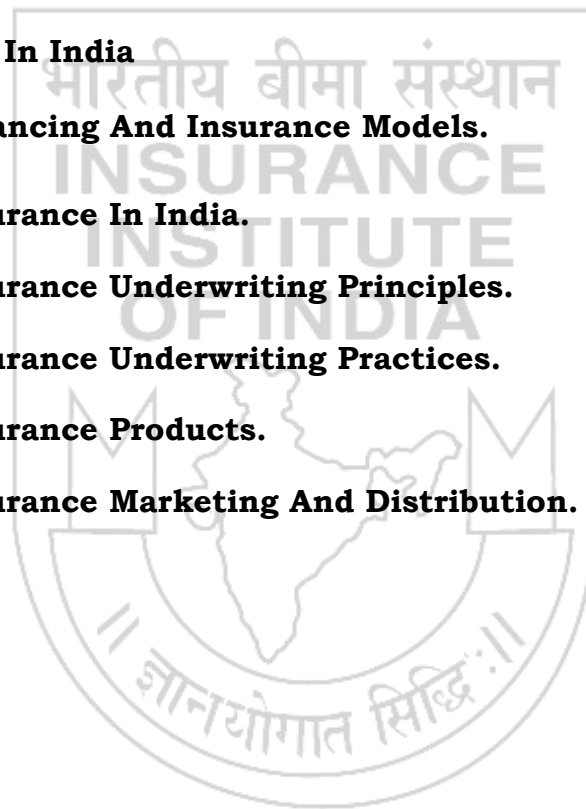 In India
भारतीय बीमा संस्थान
ancing And Insurance Models.
INSURANCE
urance In India.
INSTITUTE
urance Underwriting Principles.
OF INDIA
urance Underwriting Practices.
urance Products.
urance Marketing And Distribution.
॥ ज्ञानयोगात सिद्धिः ॥